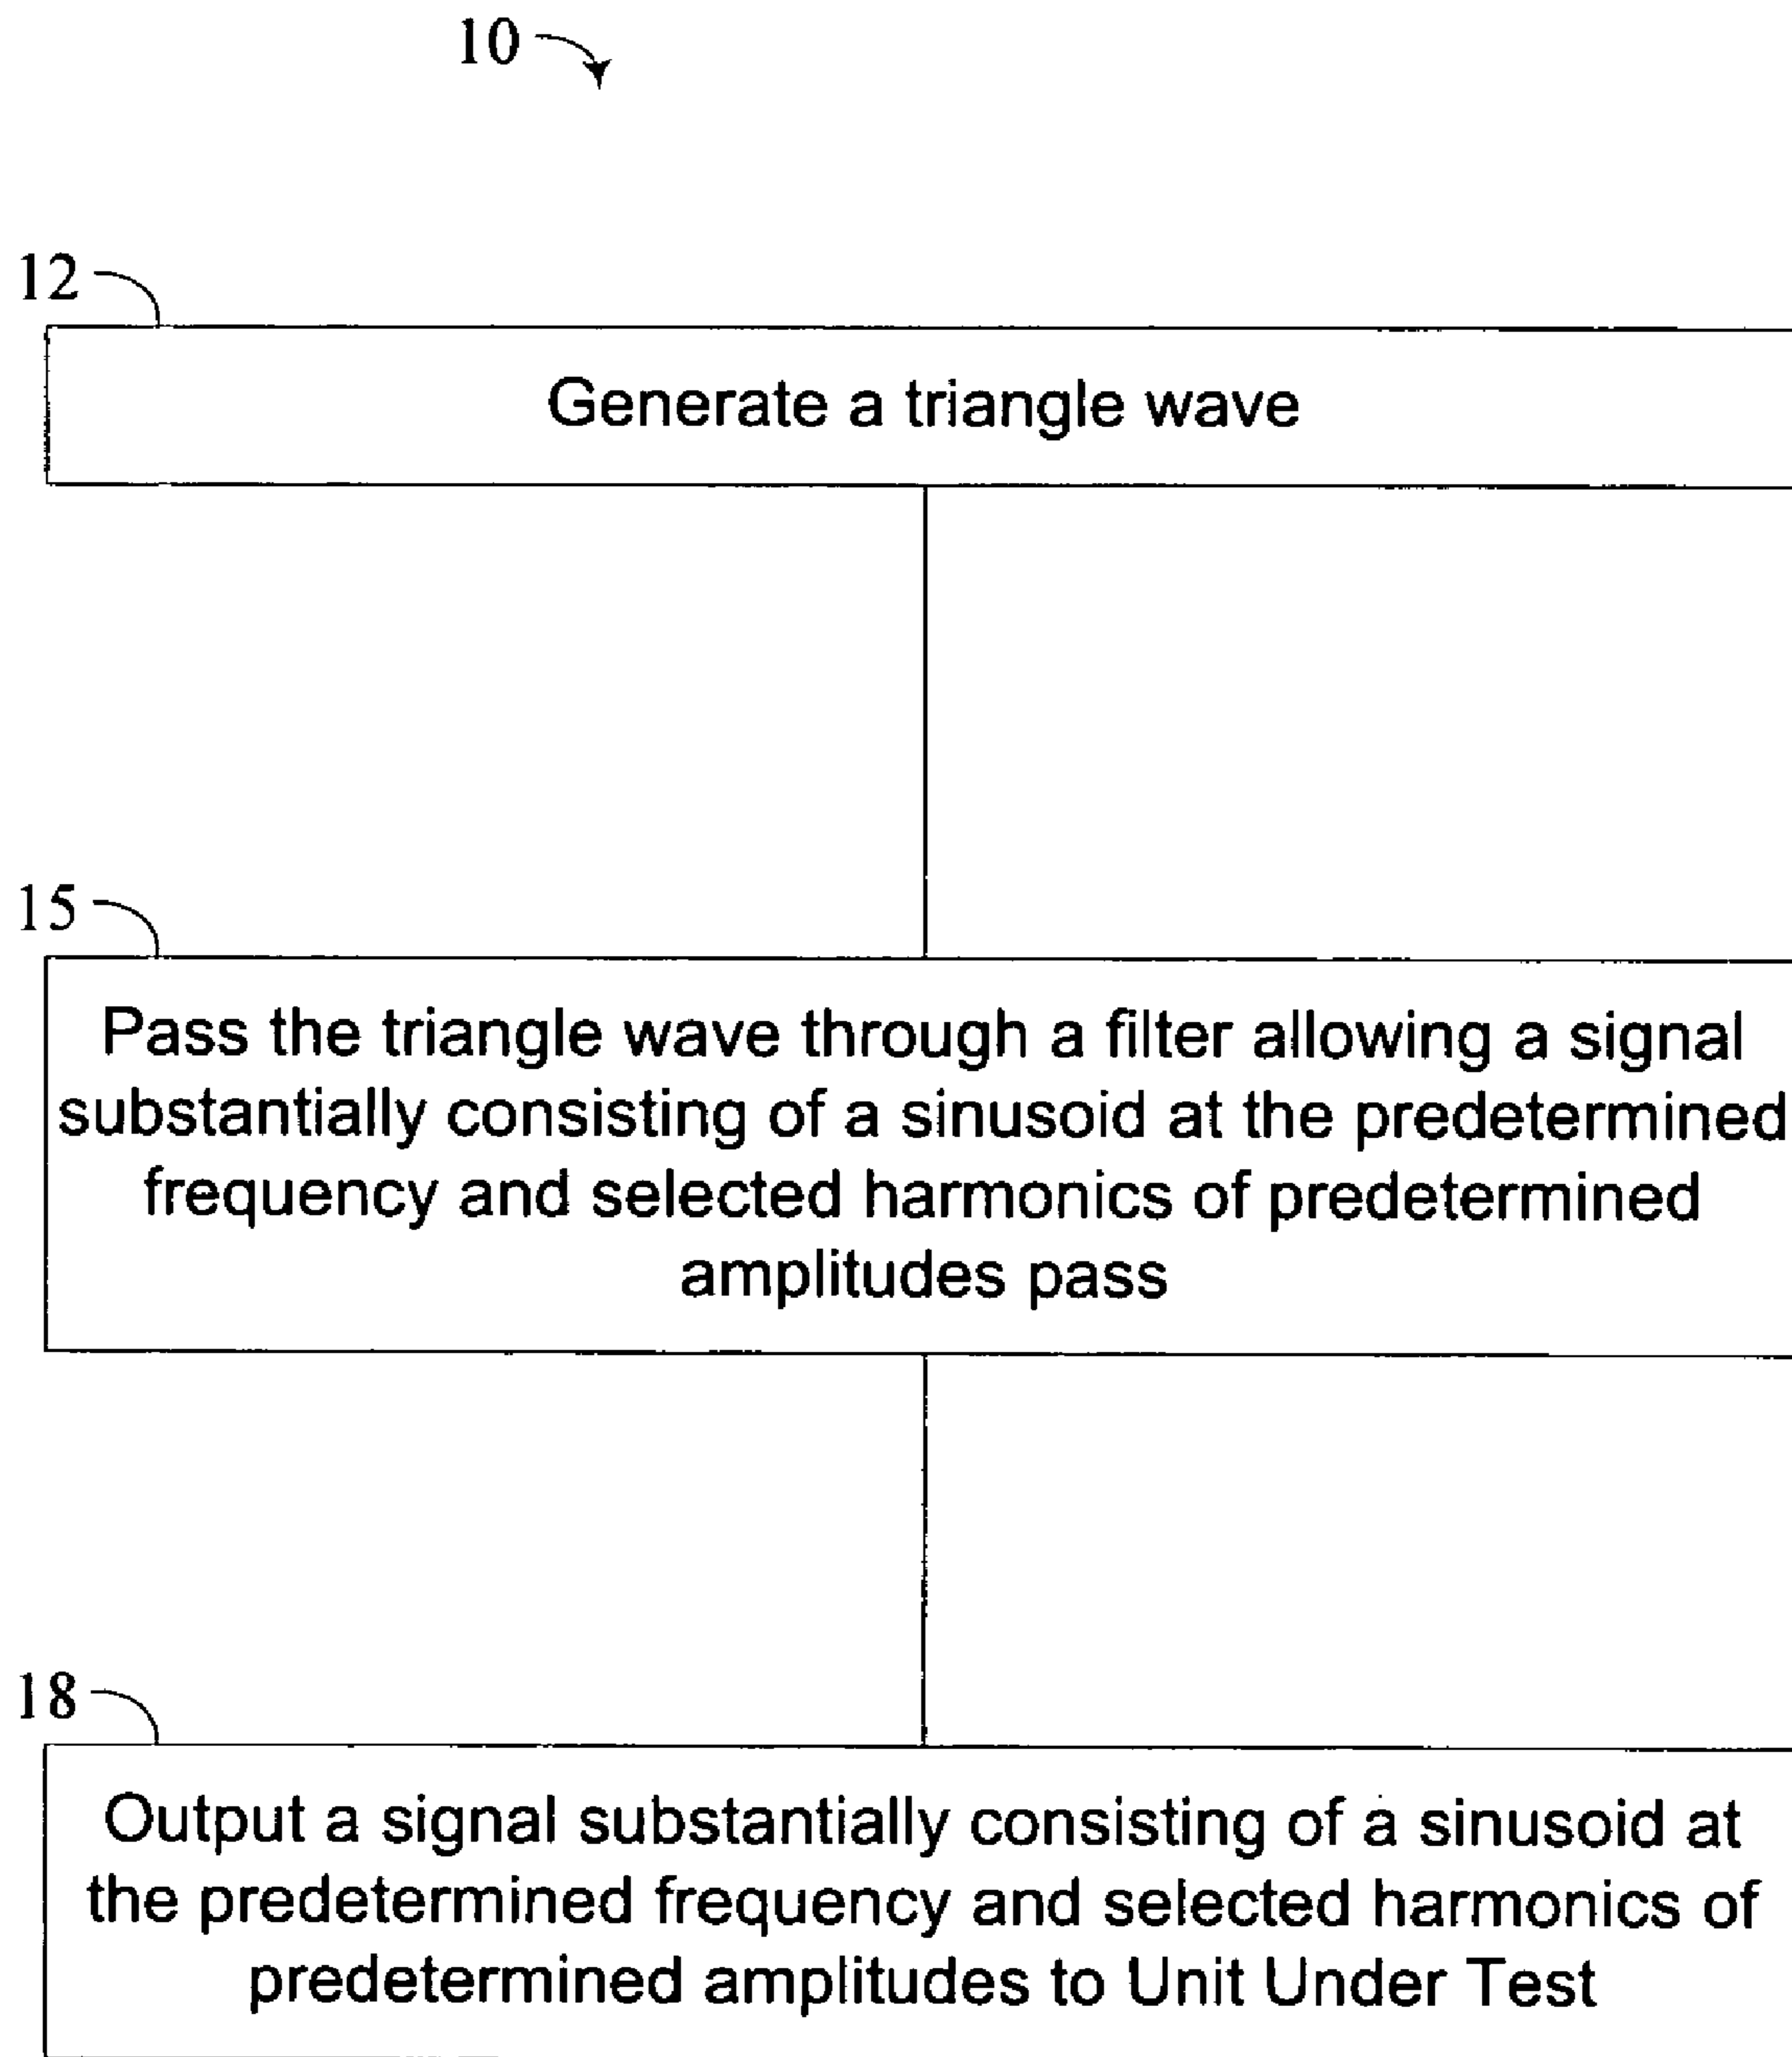 10
12
Generate a triangle wave
15
Pass the triangle wave through a filter allowing a signal
substantially consisting of a sinusoid at the predetermined
frequency and selected harmonics of predetermined
amplitudes pass
18
Output a signal substantially consisting of a sinusoid at
the predetermined frequency and selected harmonics of
predetermined amplitudes to Unit Under Test